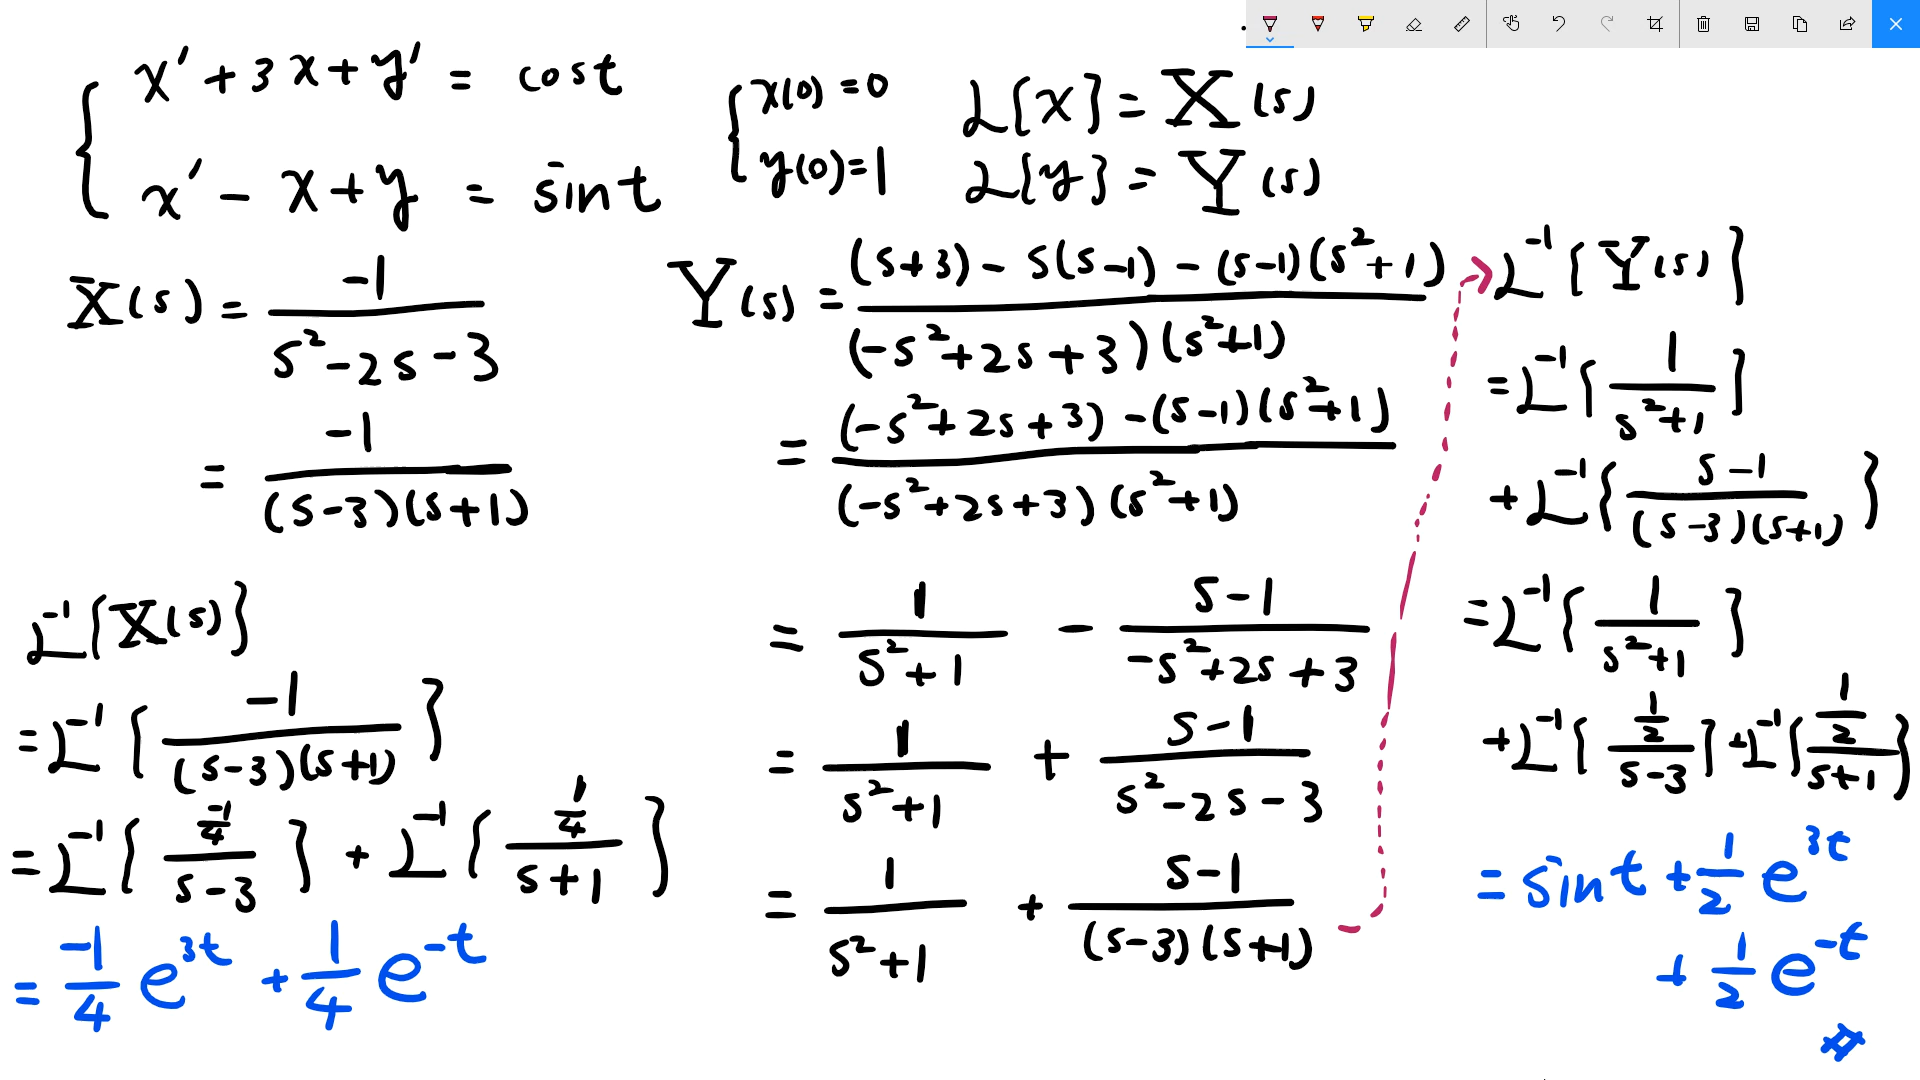 { x' + 3x + y' = cos t
x' - x + y = sin t
{ x(0) = 0
y(0) = 1
L{x} = X(s)
L{y} = Y(s)
X(s) = -1 / (s² - 2s - 3)
= -1 / ((s-3)(s+1))
L⁻¹{X(s)}
= L⁻¹{ -1 / ((s-3)(s+1)) }
= L⁻¹{ (-1/4) / (s-3) } + L⁻¹{ (1/4) / (s+1) }
= -1/4 e^{3t} + 1/4 e^{-t}
Y(s) = ((s+3) - s(s-1) - (s-1)(s²+1)) / ((-s²+2s+3)(s²+1))
= ((-s²+2s+3) - (s-1)(s²+1)) / ((-s²+2s+3)(s²+1))
= 1 / (s²+1) - (s-1) / (-s²+2s+3)
= 1 / (s²+1) + (s-1) / (s²-2s-3)
= 1 / (s²+1) + (s-1) / ((s-3)(s+1))
L⁻¹{Y(s)}
= L⁻¹{ 1 / (s²+1) }
+ L⁻¹{ (s-1) / ((s-3)(s+1)) }
= L⁻¹{ 1 / (s²+1) }
+ L⁻¹{ (1/2) / (s-3) } + L⁻¹{ (1/2) / (s+1) }
= sin t + 1/2 e^{3t}
+ 1/2 e^{-t}
#